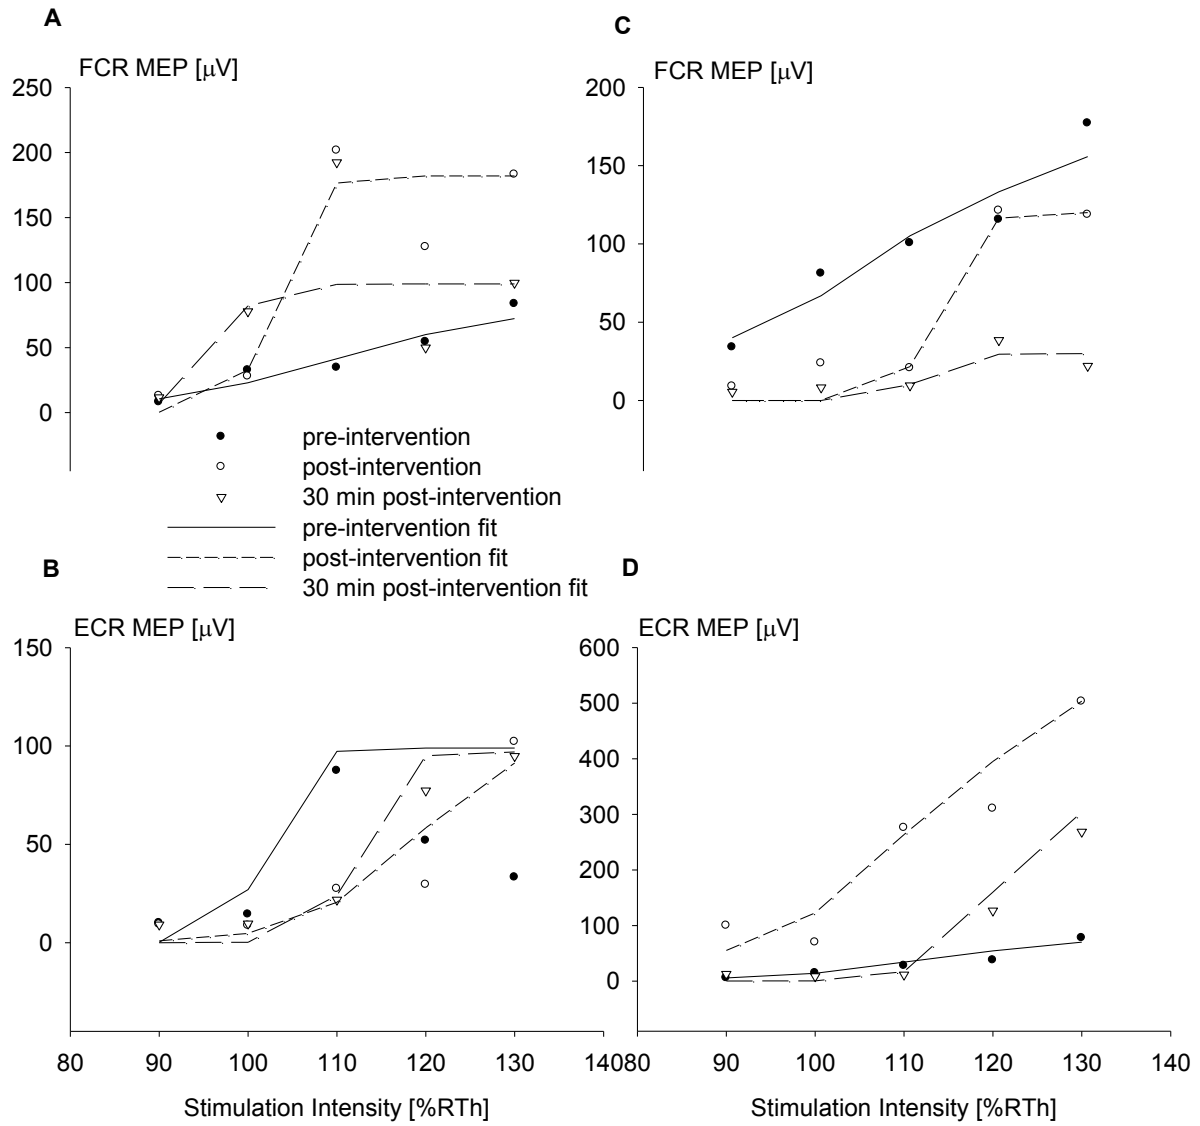 A
FCR MEP [μV]
250
200
150
100
50
0
C
FCR MEP [μV]
200
150
100
50
0
pre-intervention
post-intervention
30 min post-intervention
pre-intervention fit
post-intervention fit
30 min post-intervention fit
B
ECR MEP [μV]
150
100
50
0
80 90 100 110 120 130 140
Stimulation Intensity [%RTh]
D
ECR MEP [μV]
600
500
400
300
200
100
0
80 90 100 110 120 130 140
Stimulation Intensity [%RTh]